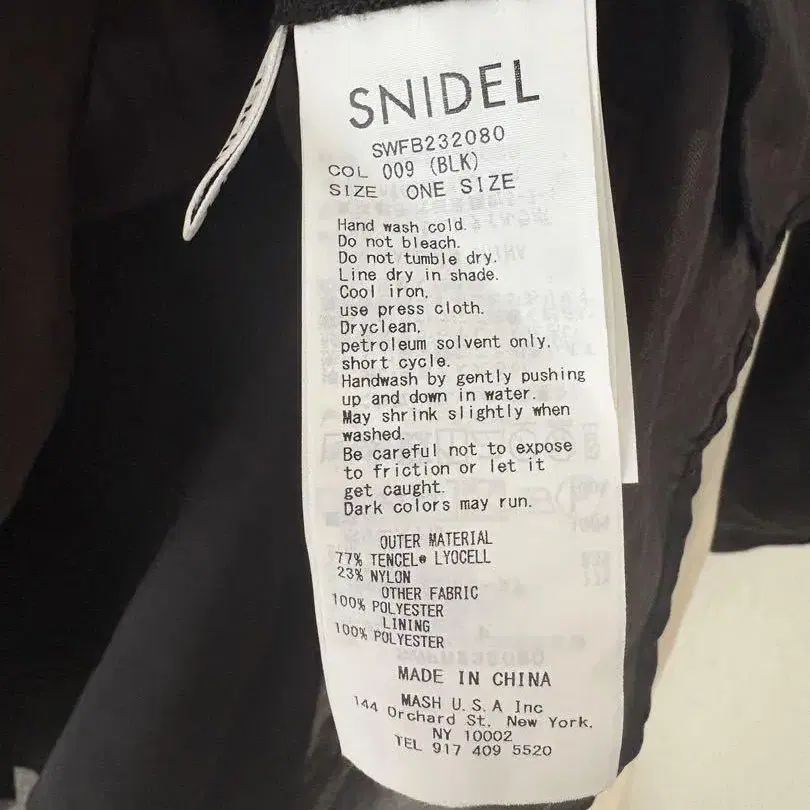 SNIDEL
SWFB232080
COL 009 (BLK)
SIZE ONE SIZE
Hand wash cold.
Do not bleach.
Do not tumble dry.
Line dry in shade.
Cool iron,
use press cloth.
Dryclean,
petroleum solvent only.
short cycle.
Handwash by gently pushing
up and down in water.
May shrink slightly when
washed.
Be careful not to expose
to friction or let it
get caught.
Dark colors may run.
OUTER MATERIAL
77% TENCEL® LYOCELL
23% NYLON
OTHER FABRIC
100% POLYESTER
LINING
100% POLYESTER
MADE IN CHINA
MASH U.S.A Inc
144 Orchard St. New York.
NY 10002
TEL 917 409 5520